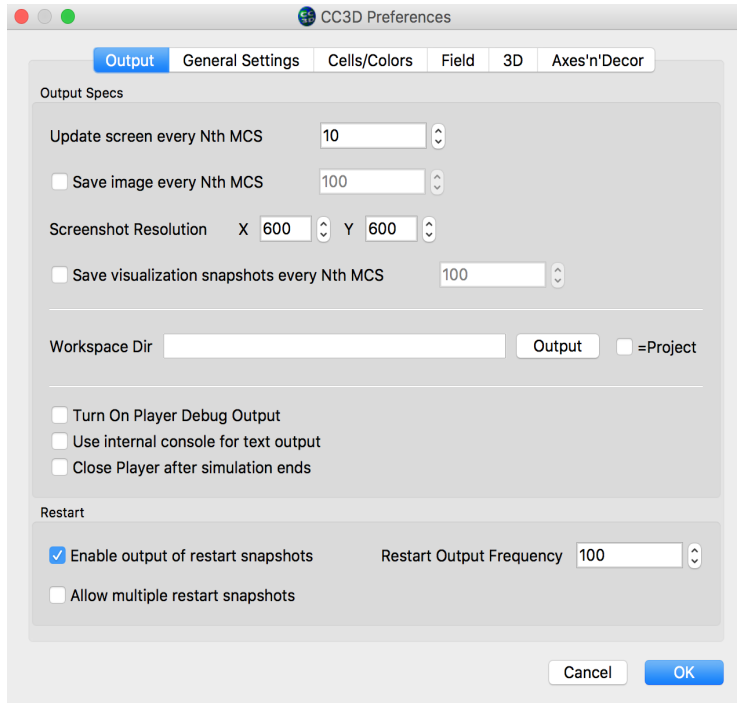 CC3D Preferences
Output General Settings Cells/Colors Field 3D Axes'n'Decor
Output Specs
Update screen every Nth MCS 10
Save image every Nth MCS 100
Screenshot Resolution X 600 Y 600
Save visualization snapshots every Nth MCS 100
Workspace Dir Output =Project
Turn On Player Debug Output
Use internal console for text output
Close Player after simulation ends
Restart
Enable output of restart snapshots Restart Output Frequency 100
Allow multiple restart snapshots
Cancel OK